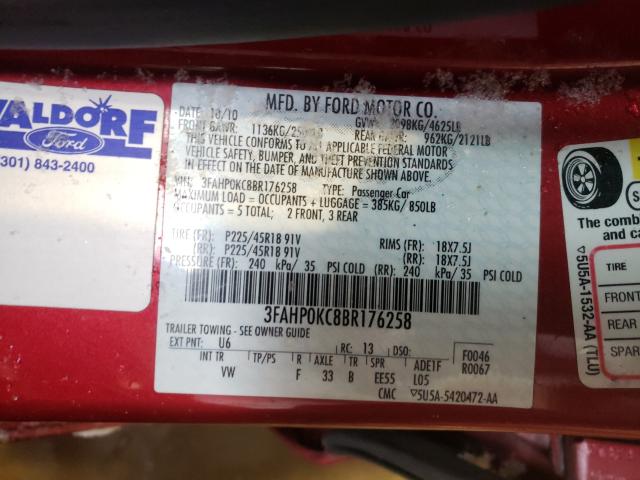 WALDORF
Ford
(301) 843-2400
MFD. BY FORD MOTOR CO.
DATE: 10/10
GVWR: 2098KG/4625LB
FRONT GAWR: 1136KG/
REAR GAWR: 962KG/2121LB
THIS VEHICLE CONFORMS TO ALL APPLICABLE FEDERAL MOTOR
VEHICLE SAFETY, BUMPER, AND THEFT PREVENTION STANDARDS
IN EFFECT ON THE DATE OF MANUFACTURE SHOWN ABOVE.
VIN: 3FAHP0KC8BR176258 TYPE: Passenger Car
MAXIMUM LOAD = OCCUPANTS + LUGGAGE = 385KG/ 850LB
OCCUPANTS = 5 TOTAL; 2 FRONT, 3 REAR
TIRE (FR): P225/45R18 91V RIMS (FR): 18X7.5J
(RR): P225/45R18 91V (RR): 18X7.5J
PRESSURE (FR): 240 kPa/ 35 PSI COLD (RR): 240 kPa/ 35 PSI COLD
3FAHP0KC8BR176258
TRAILER TOWING - SEE OWNER GUIDE
EXT PNT: U6 RC: 13 DSO: F0046
R0067
INT TR TP/PS R AXLE TR SPR ADETF
VW F 33 B EE55 L05
CMC ▽5U5A-5420472-AA
The comb
and ca
TIRE
FRONT
REAR
SPAR
▽5U5A-1532-AA (TLU)